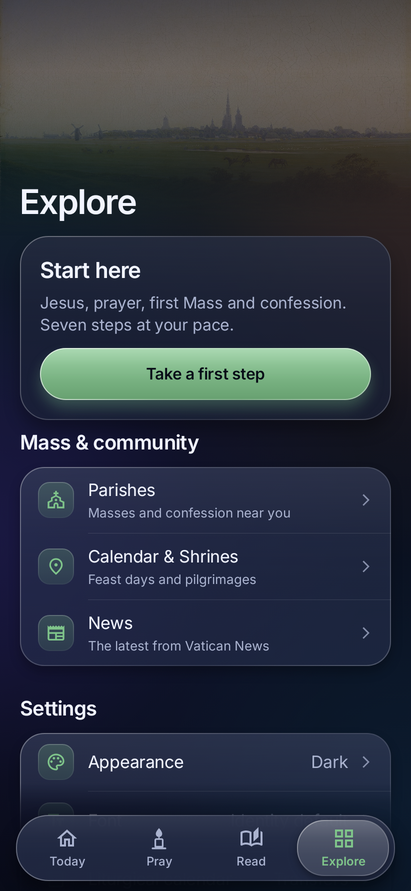 Explore
Start here
Jesus, prayer, first Mass and confession.
Seven steps at your pace.
Take a first step
Mass & community
Parishes
Masses and confession near you
Calendar & Shrines
Feast days and pilgrimages
News
The latest from Vatican News
Settings
Appearance
Dark
Today
Pray
Read
Explore